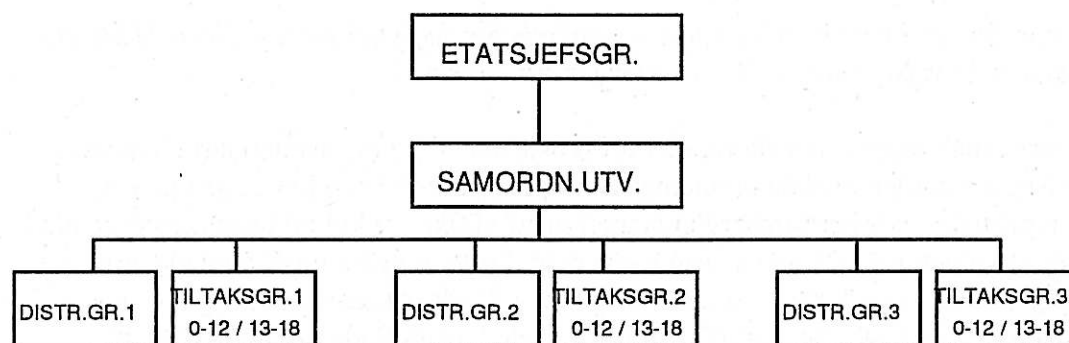 ETATSJEFSGR.
SAMORDN.UTV.
DISTR.GR.1
TILTAKSGR.1
0-12 / 13-18
DISTR.GR.2
TILTAKSGR.2
0-12 / 13-18
DISTR.GR.3
TILTAKSGR.3
0-12 / 13-18